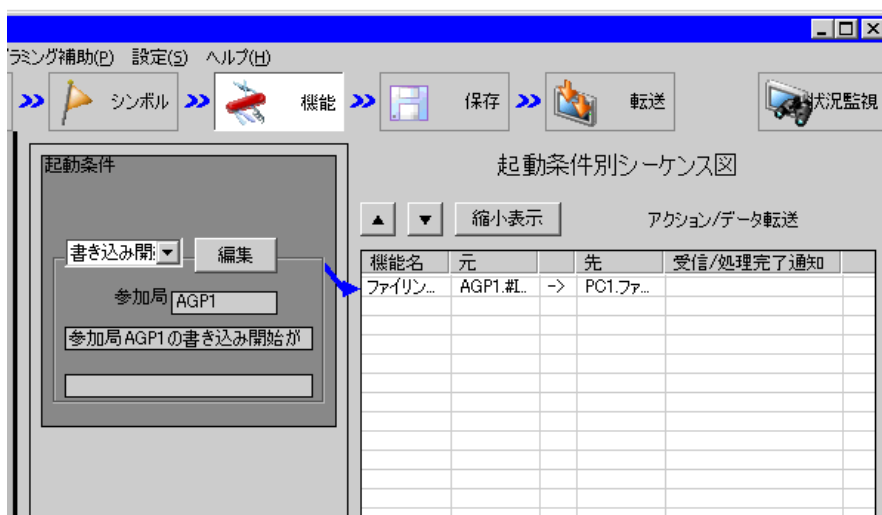 ラミング補助(P) 設定(S) ヘルプ(H)
シンボル 機能 保存 転送 状況監視
起動条件
書き込み開 編集
参加局 AGP1
参加局AGP1の書き込み開始が
起動条件別シーケンス図
▲ ▼ 縮小表示 アクション/データ転送
機能名 元 先 受信/処理完了通知
ファイリン... AGP1.#I... -> PC1.ファ...